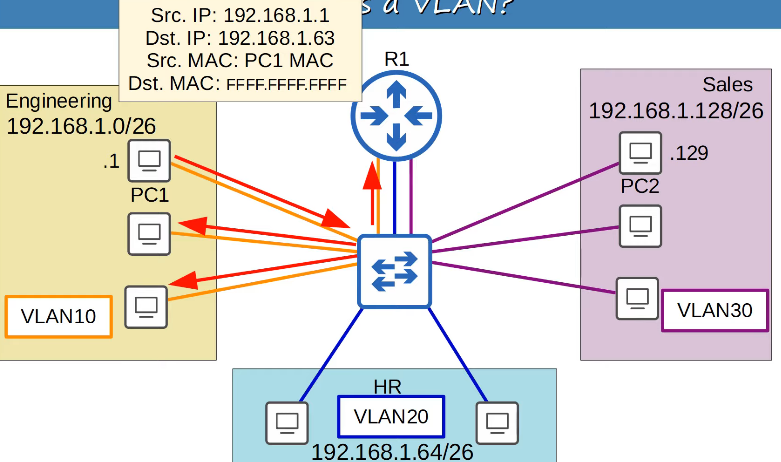 s a VLAN?
Src. IP: 192.168.1.1
Dst. IP: 192.168.1.63
Src. MAC: PC1 MAC
Dst. MAC: FFFF.FFFF.FFFF
R1
Engineering
192.168.1.0/26
.1
PC1
VLAN10
Sales
192.168.1.128/26
.129
PC2
VLAN30
HR
VLAN20
192.168.1.64/26